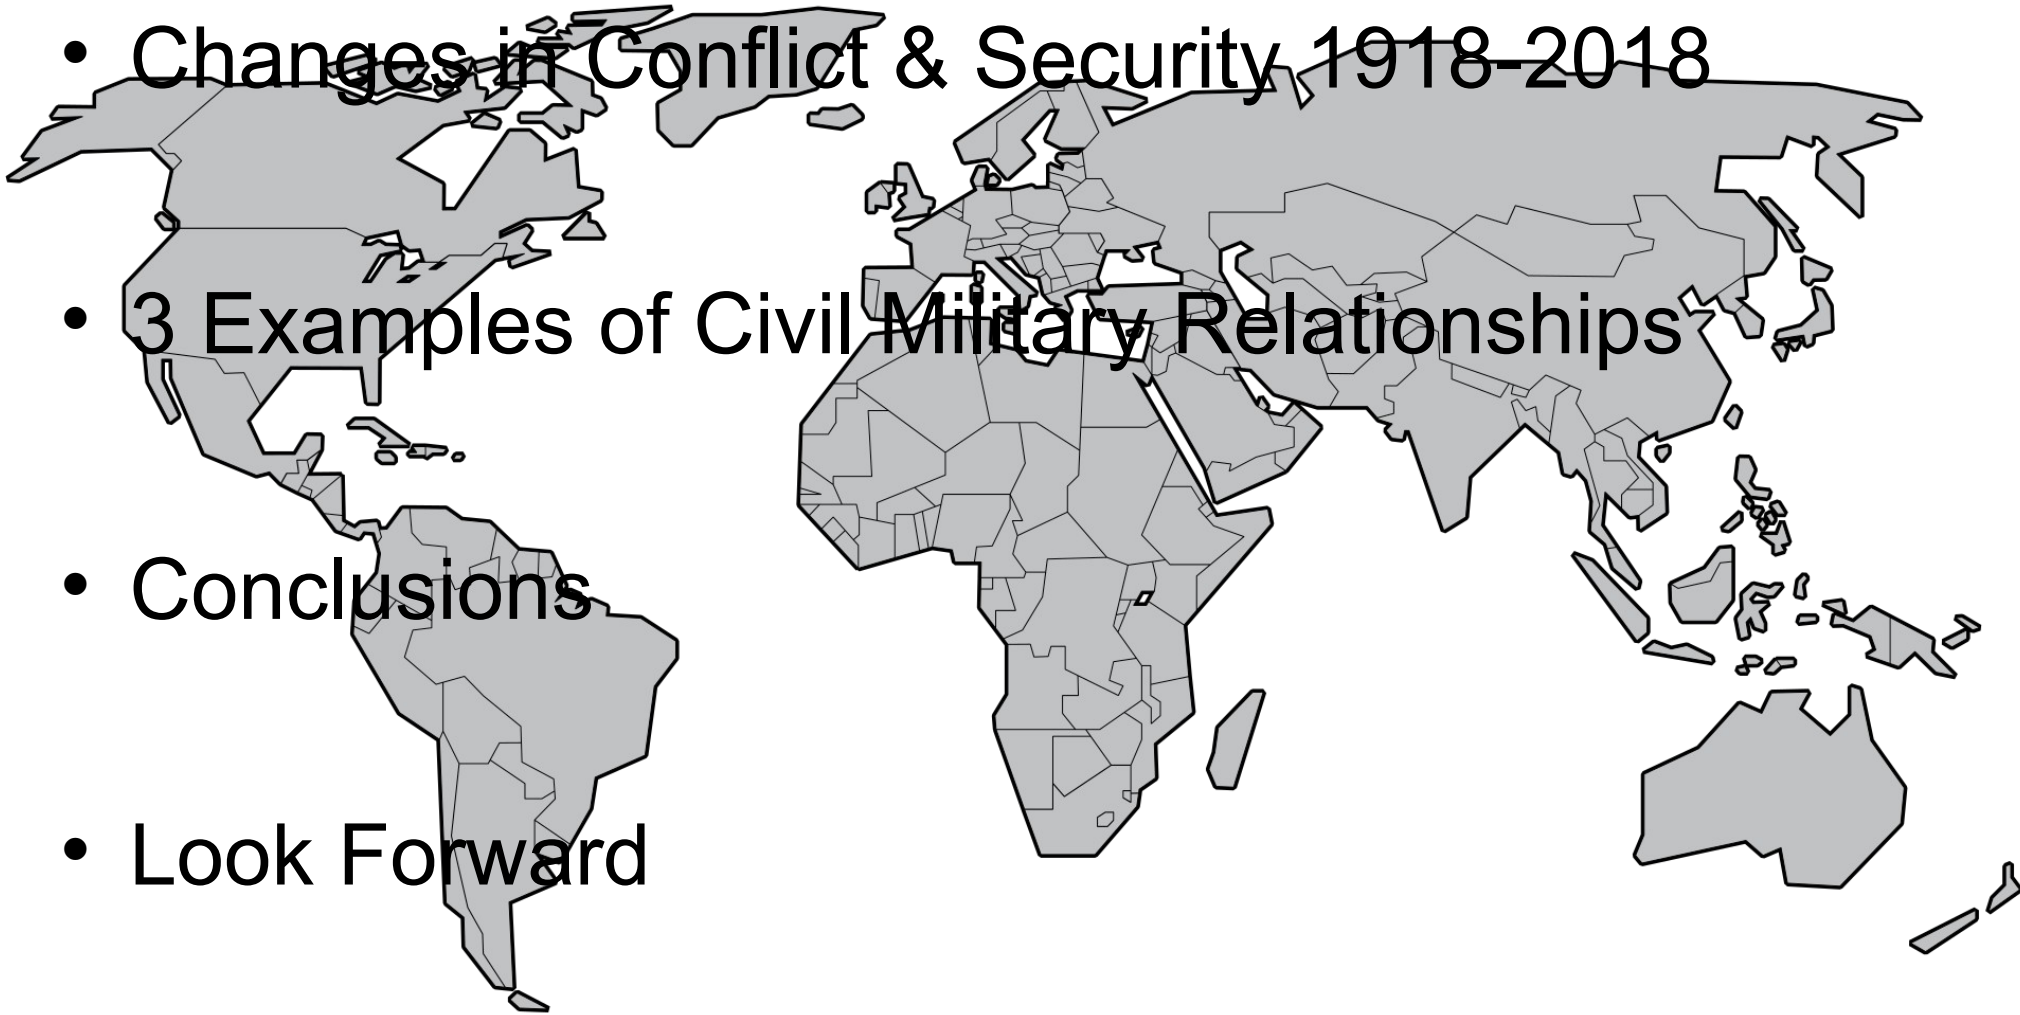 • Changes in Conflict & Security 1918-2018
• 3 Examples of Civil Military Relationships
• Conclusions
• Look Forward